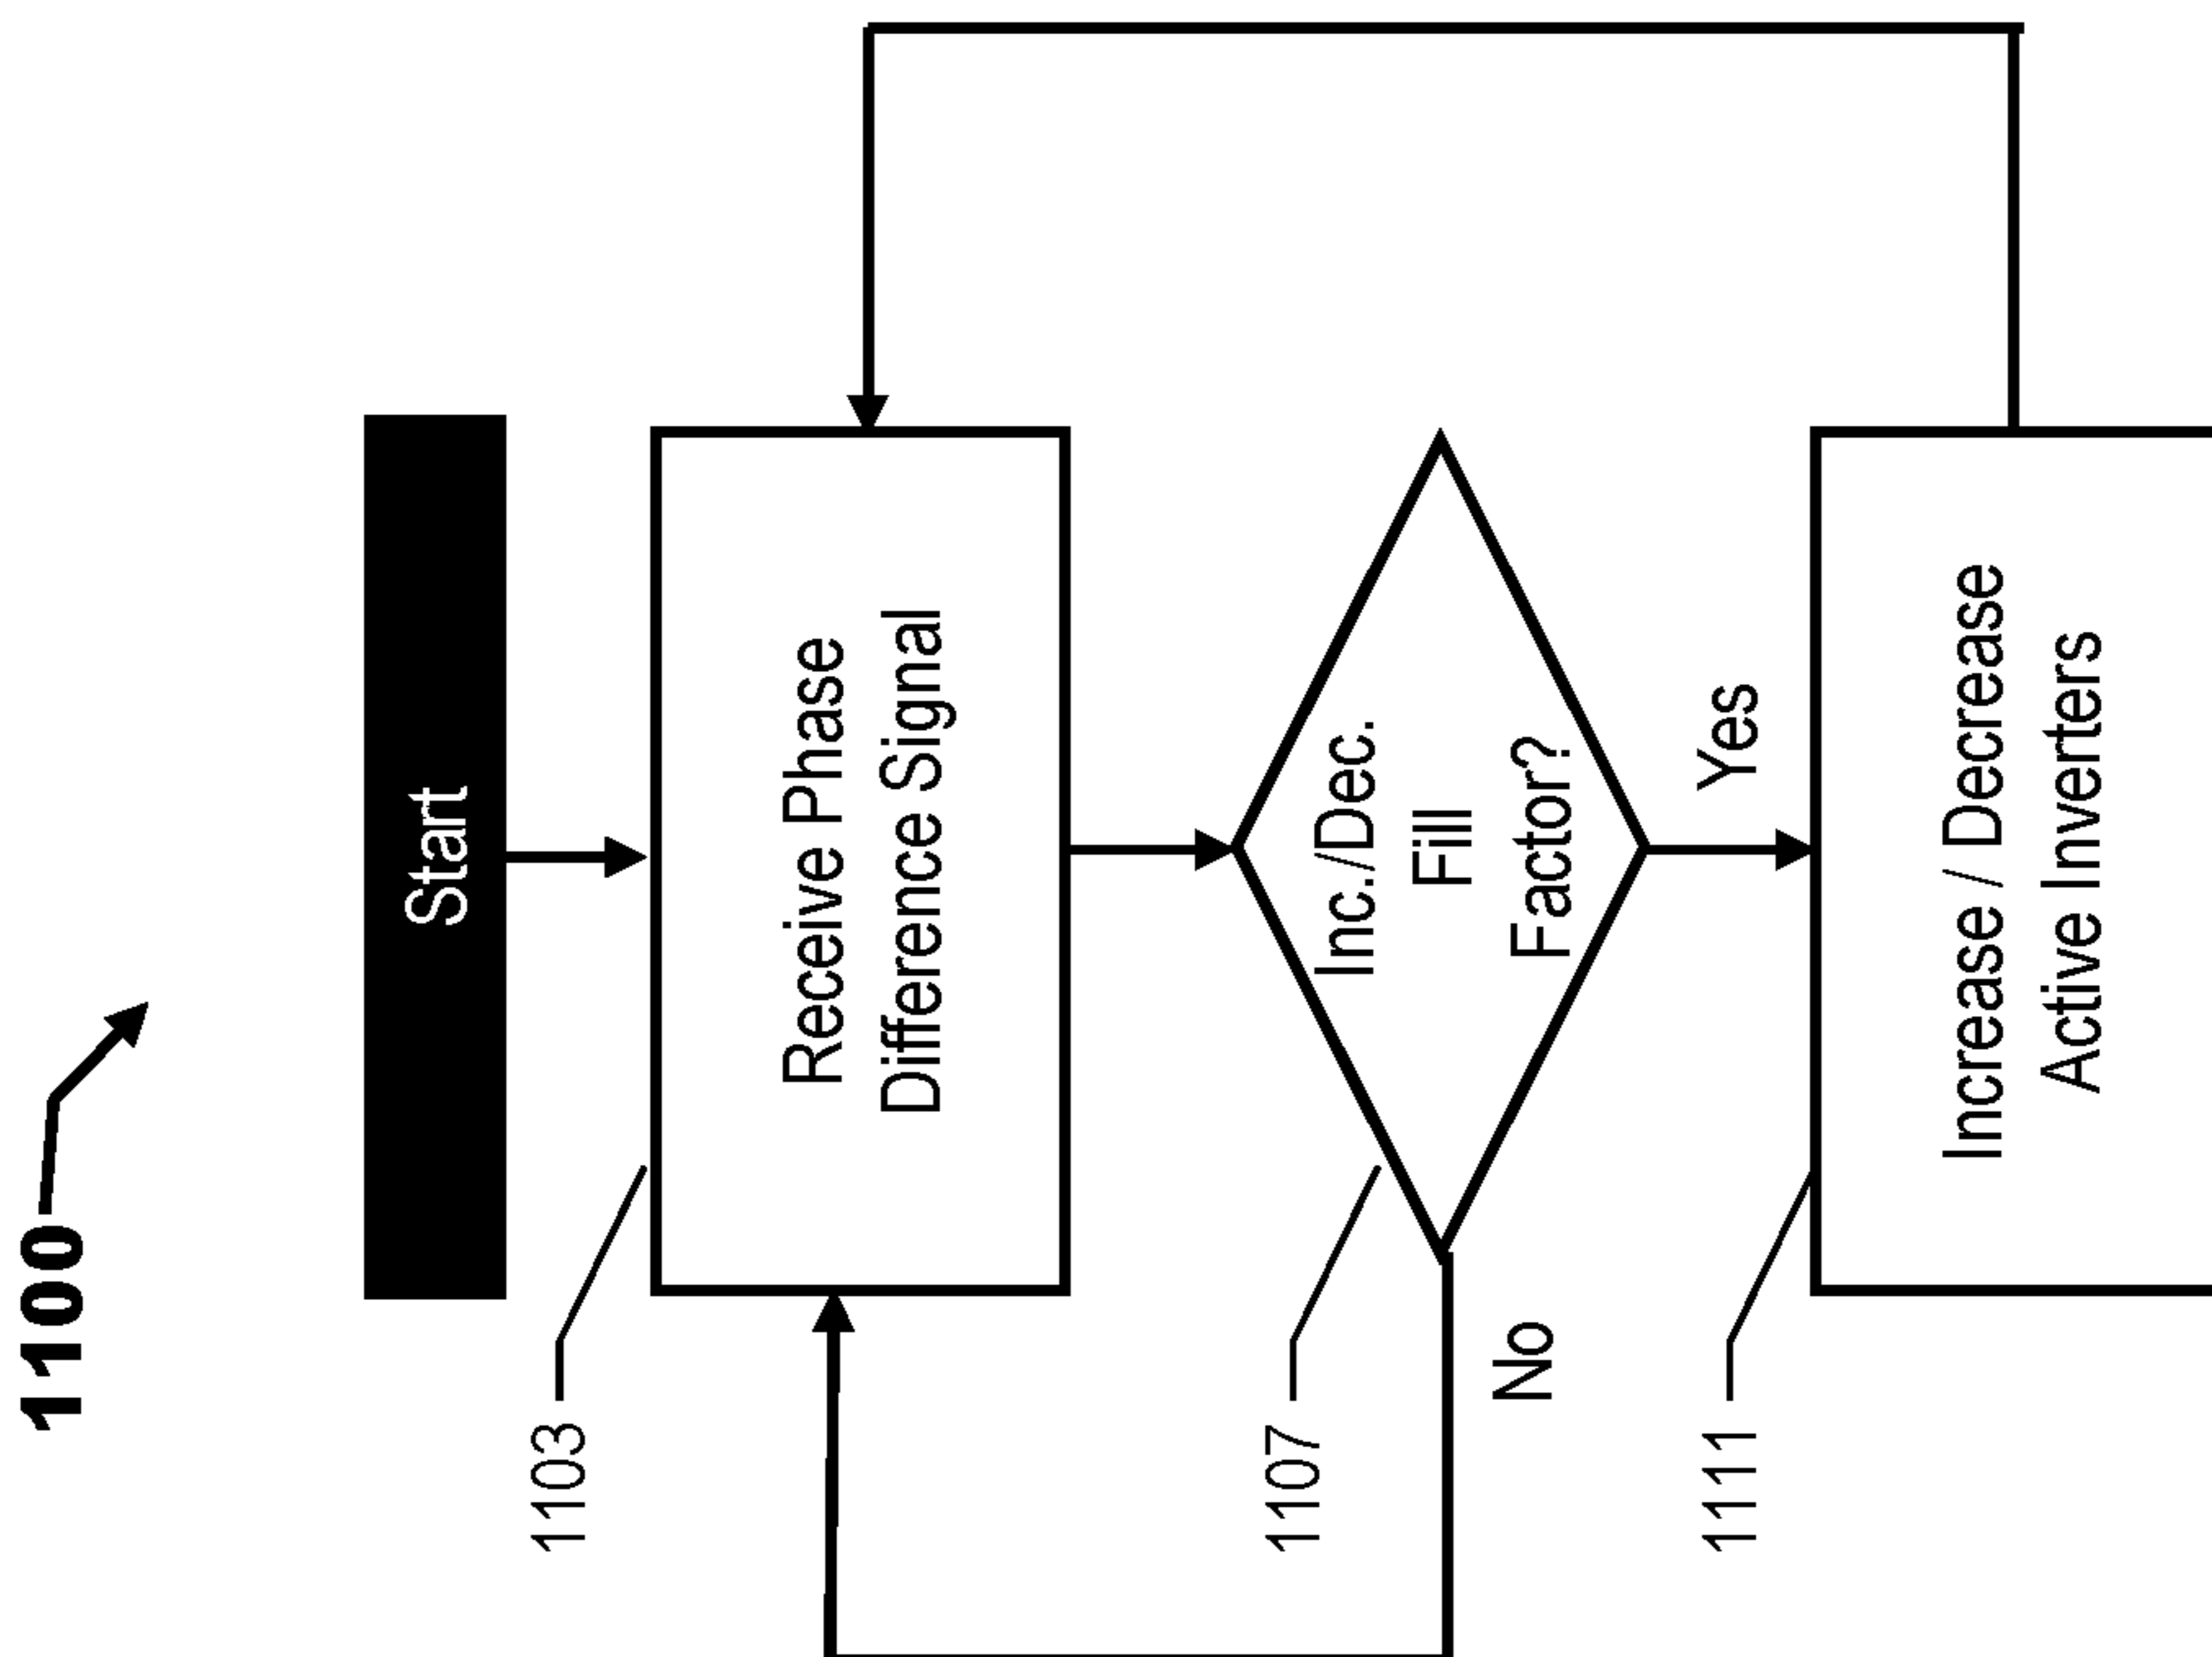 1100
Start
1103
Receive Phase
Difference Signal
1107
Inc./Dec.
Fill
Factor?
No
Yes
1111
Increase / Decrease
Active Inverters